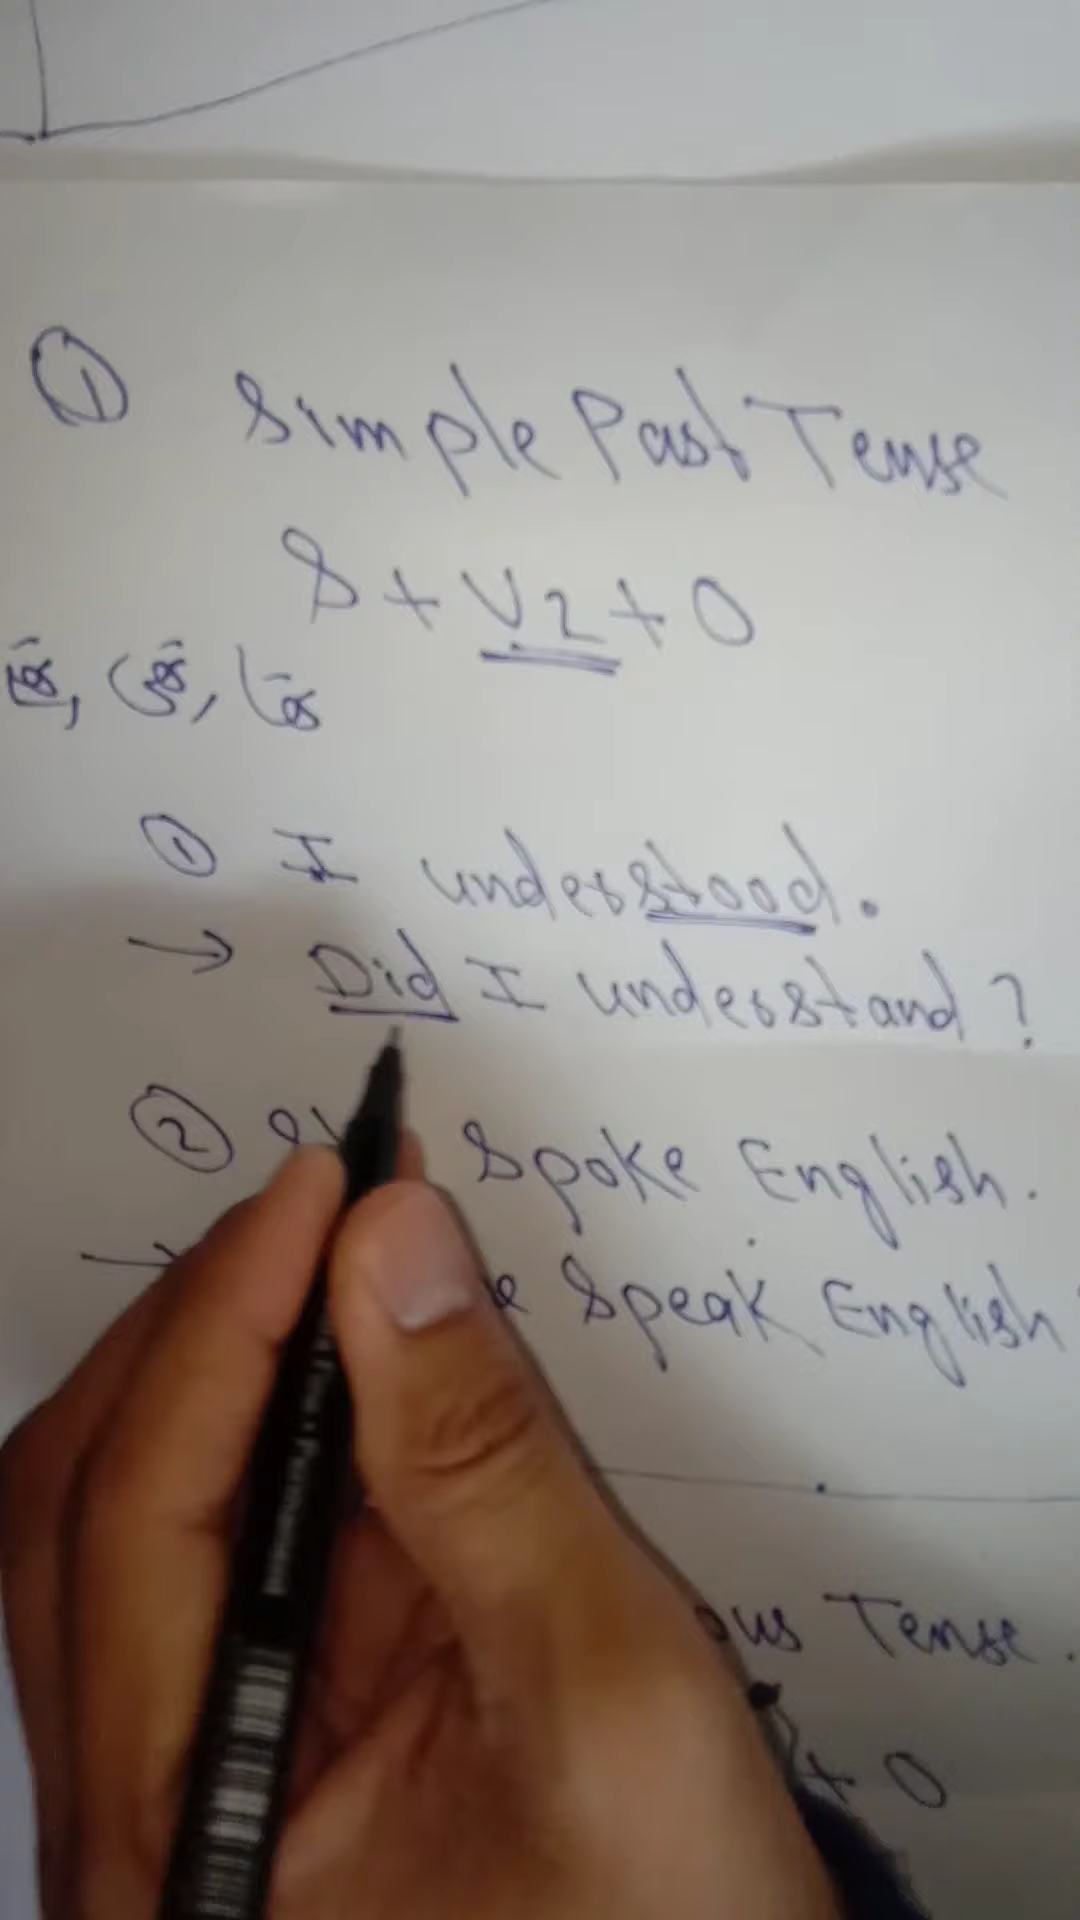 ① Simple Past Tense
S + V2 + O
① I understood.
→ Did I understand ?
② Spoke English.
→ Speak English
Tense.
+ O